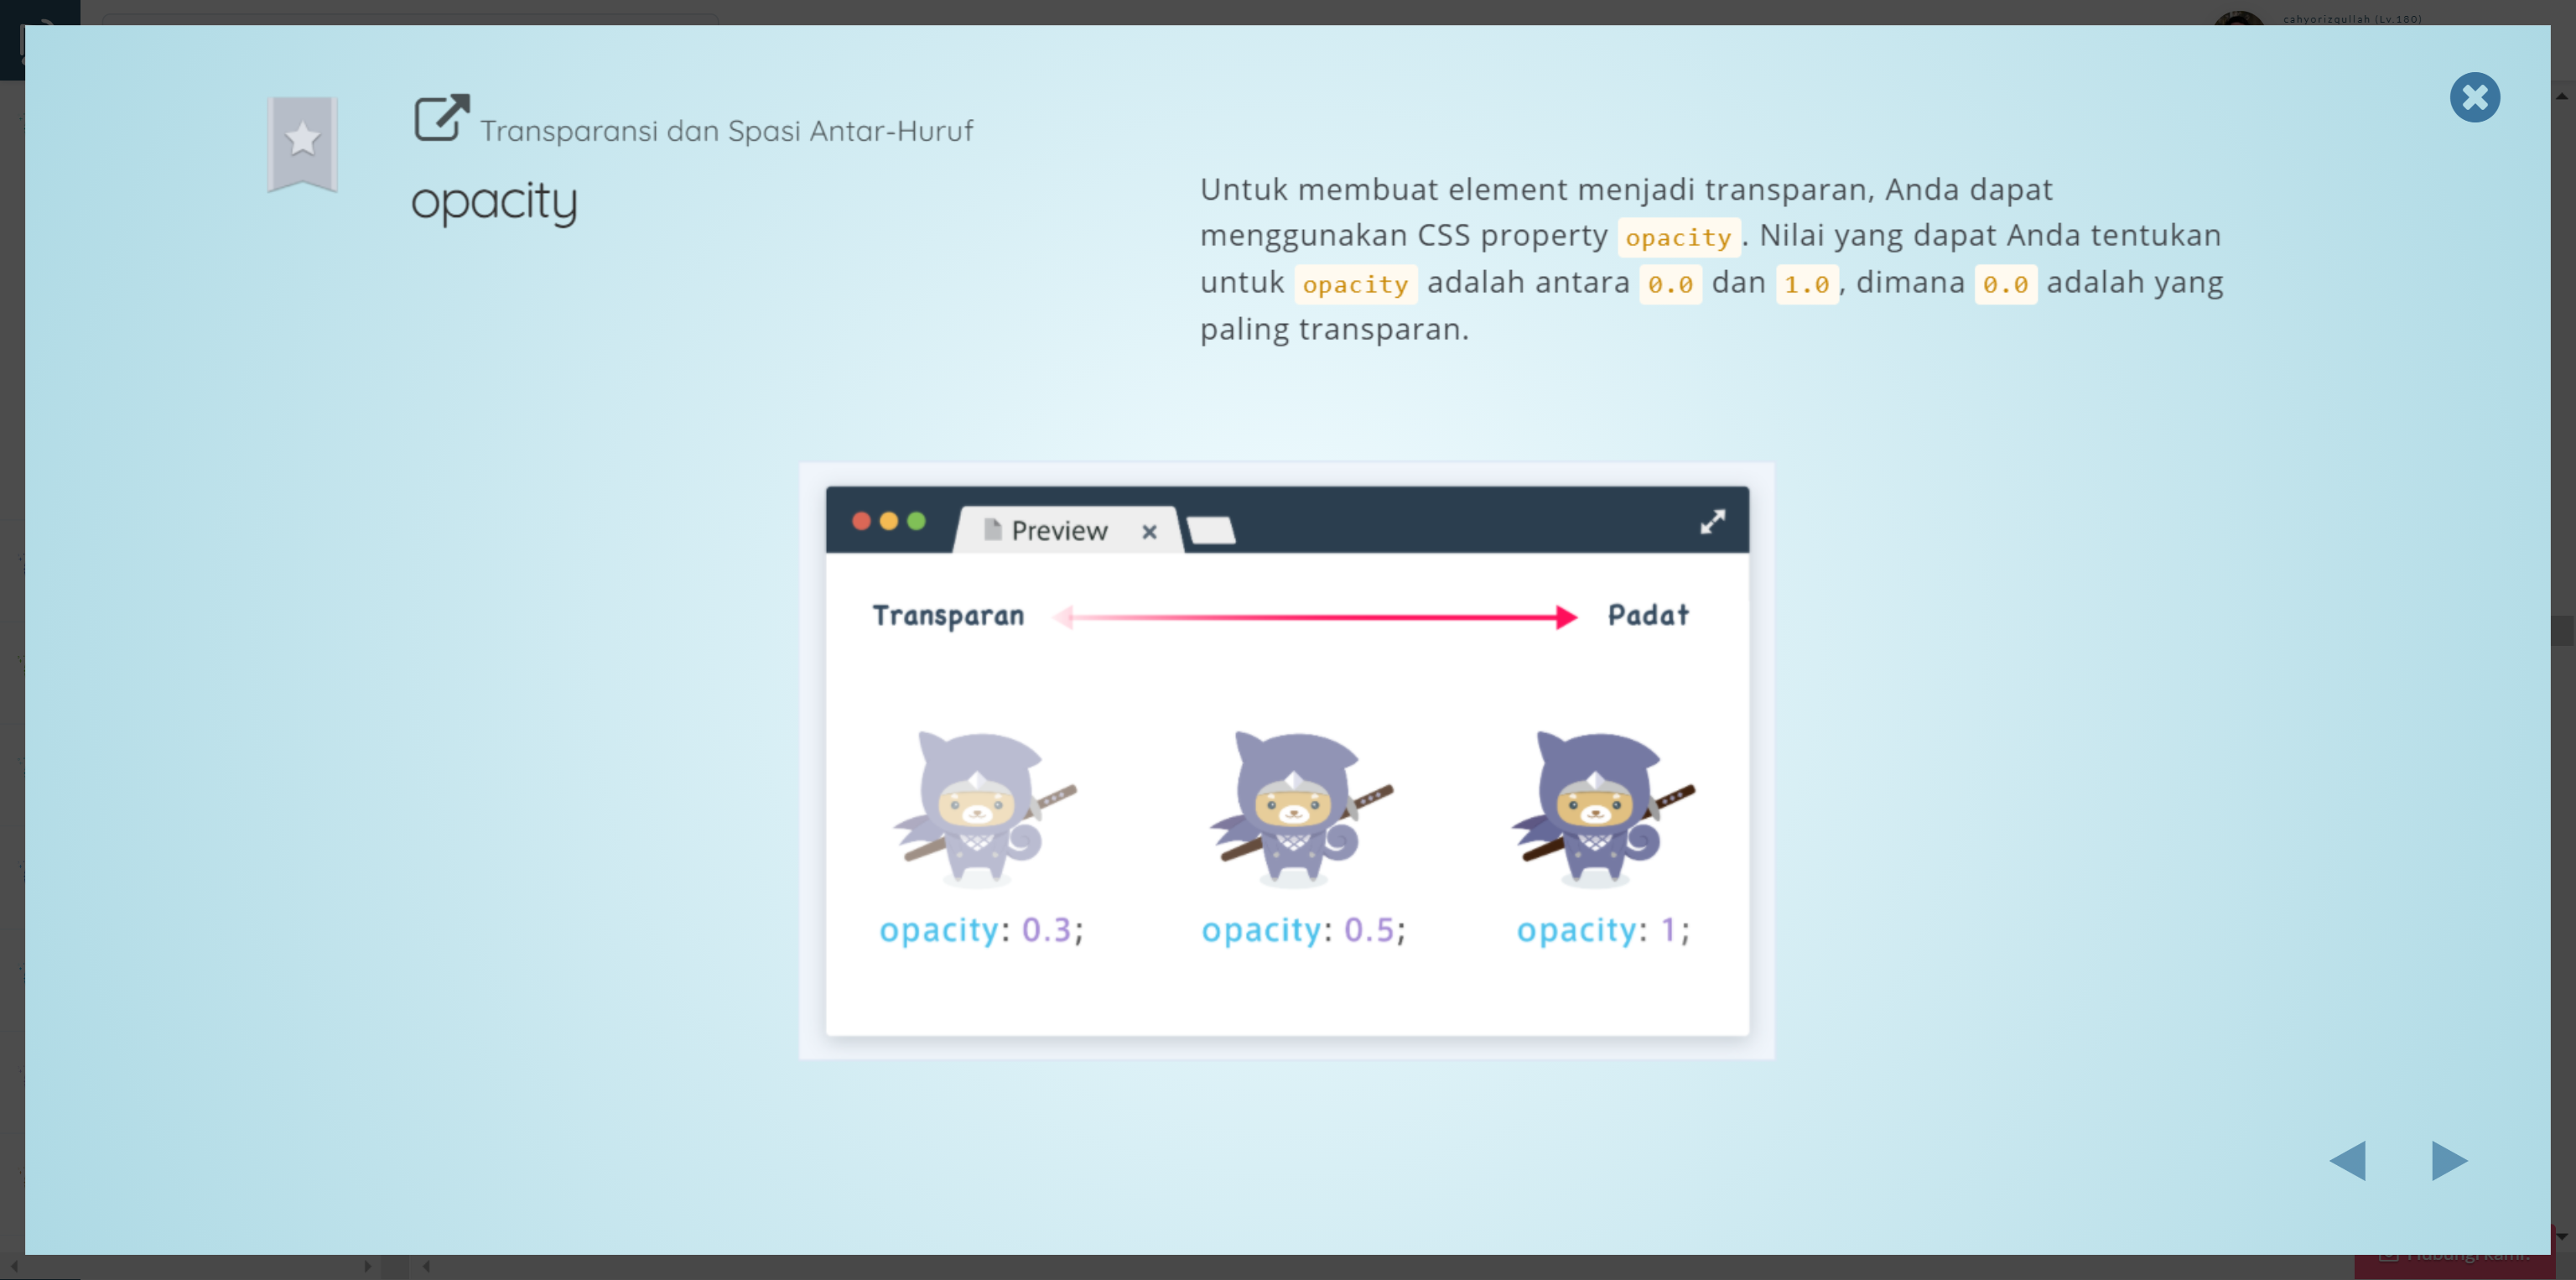 cahyorizqullah (Lv.180)
Transparansi dan Spasi Antar-Huruf
opacity
Untuk membuat element menjadi transparan, Anda dapat
menggunakan CSS property opacity. Nilai yang dapat Anda tentukan
untuk opacity adalah antara 0.0 dan 1.0, dimana 0.0 adalah yang
paling transparan.
Preview
Transparan
Padat
opacity: 0.3;
opacity: 0.5;
opacity: 1;
Hubungi kami.